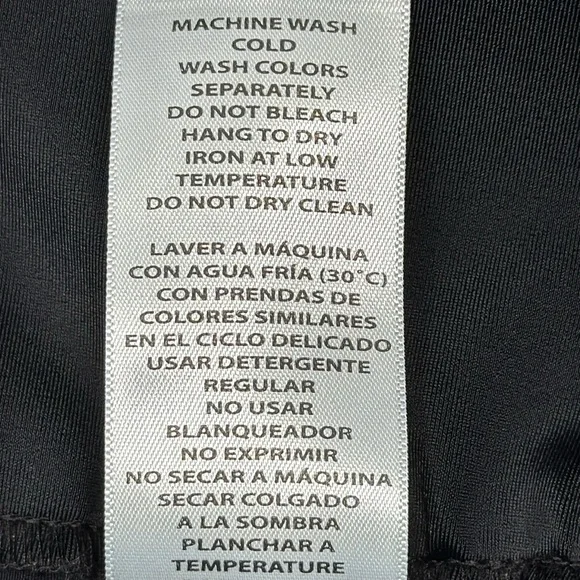 MACHINE WASH
COLD
WASH COLORS
SEPARATELY
DO NOT BLEACH
HANG TO DRY
IRON AT LOW
TEMPERATURE
DO NOT DRY CLEAN
LAVER A MÁQUINA
CON AGUA FRÍA (30°C)
CON PRENDAS DE
COLORES SIMILARES
EN EL CICLO DELICADO
USAR DETERGENTE
REGULAR
NO USAR
BLANQUEADOR
NO EXPRIMIR
NO SECAR A MÁQUINA
SECAR COLGADO
A LA SOMBRA
PLANCHAR A
TEMPERATURE